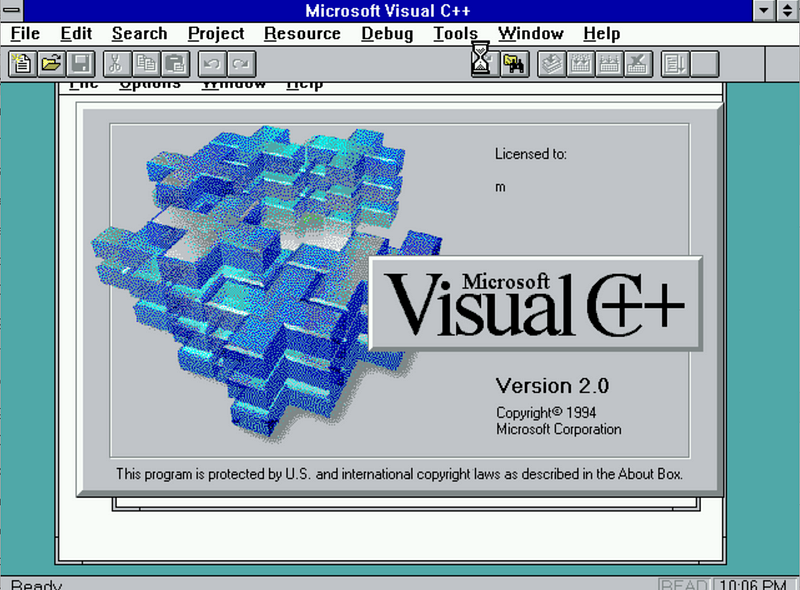 Microsoft Visual C++
File Edit Search Project Resource Debug Tools Window Help
File Options Window Help
Licensed to:
m
Microsoft
Visual C++
Version 2.0
Copyright© 1994
Microsoft Corporation
This program is protected by U.S. and international copyright laws as described in the About Box.
Ready READ 10:06 PM